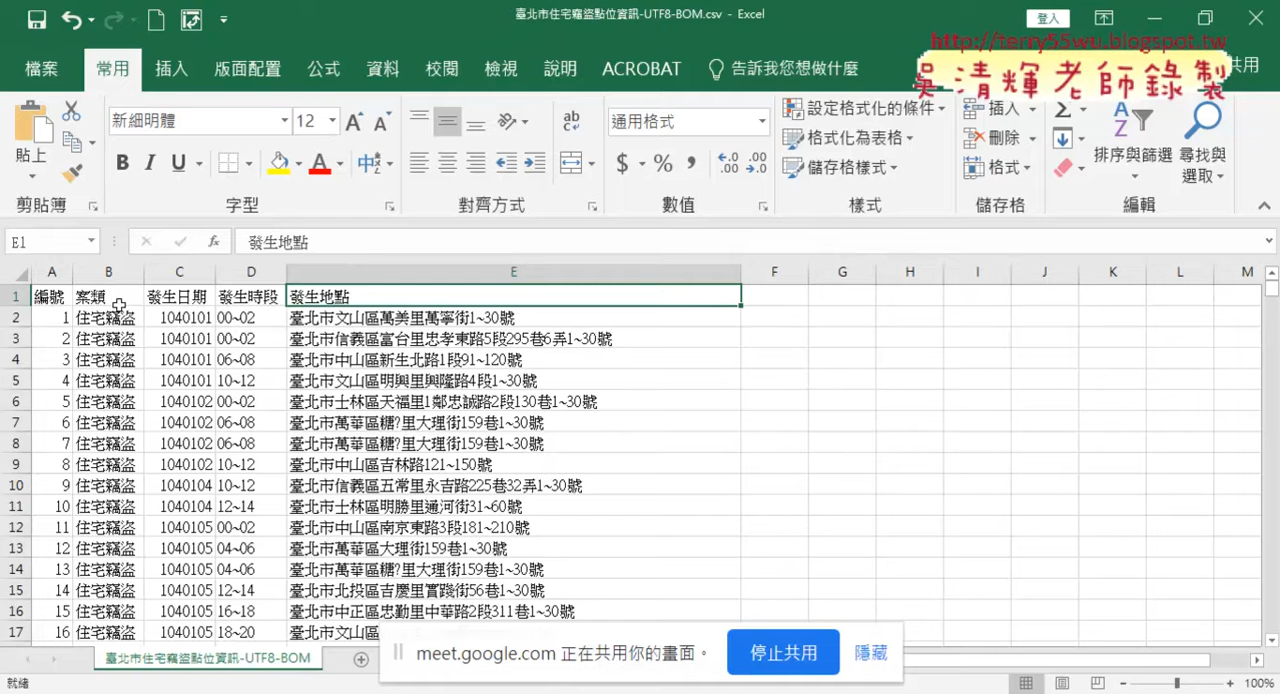 臺北市住宅竊盜點位資訊-UTF8-BOM.csv - Excel
登入
http://terry55wu.blogspot.tw
吳清輝老師錄製
檔案 常用 插入 版面配置 公式 資料 校閱 檢視 說明 ACROBAT 告訴我您想做什麼 共用
貼上
新細明體 12
B I U
通用格式
$ % ,
設定格式化的條件
格式化為表格
儲存格樣式
插入
刪除
格式
排序與篩選
尋找與
選取
剪貼簿 字型 對齊方式 數值 樣式 儲存格 編輯
E1 fx 發生地點
A B C D E F G H I J K L M
1 編號 案類 發生日期 發生時段 發生地點
2 1 住宅竊盜 1040101 00~02 臺北市文山區萬美里萬寧街1~30號
3 2 住宅竊盜 1040101 00~02 臺北市信義區富台里忠孝東路5段295巷6弄1~30號
4 3 住宅竊盜 1040101 06~08 臺北市中山區新生北路1段91~120號
5 4 住宅竊盜 1040101 10~12 臺北市文山區明興里興隆路4段1~30號
6 5 住宅竊盜 1040102 00~02 臺北市士林區天福里1鄰忠誠路2段130巷1~30號
7 6 住宅竊盜 1040102 06~08 臺北市萬華區糖?里大理街159巷1~30號
8 7 住宅竊盜 1040102 06~08 臺北市萬華區糖?里大理街159巷1~30號
9 8 住宅竊盜 1040102 10~12 臺北市中山區吉林路121~150號
10 9 住宅竊盜 1040104 10~12 臺北市信義區五常里永吉路225巷32弄1~30號
11 10 住宅竊盜 1040104 12~14 臺北市士林區明勝里通河街31~60號
12 11 住宅竊盜 1040105 00~02 臺北市中山區南京東路3段181~210號
13 12 住宅竊盜 1040105 04~06 臺北市萬華區大理街159巷1~30號
14 13 住宅竊盜 1040105 04~06 臺北市萬華區糖?里大理街159巷1~30號
15 14 住宅竊盜 1040105 12~14 臺北市北投區吉慶里實踐街56巷1~30號
16 15 住宅竊盜 1040105 16~18 臺北市中正區忠勤里中華路2段311巷1~30號
17 16 住宅竊盜 1040105 18~20 臺北市文山區
meet.google.com 正在共用你的畫面。 停止共用 隱藏
臺北市住宅竊盜點位資訊-UTF8-BOM
就緒 100%